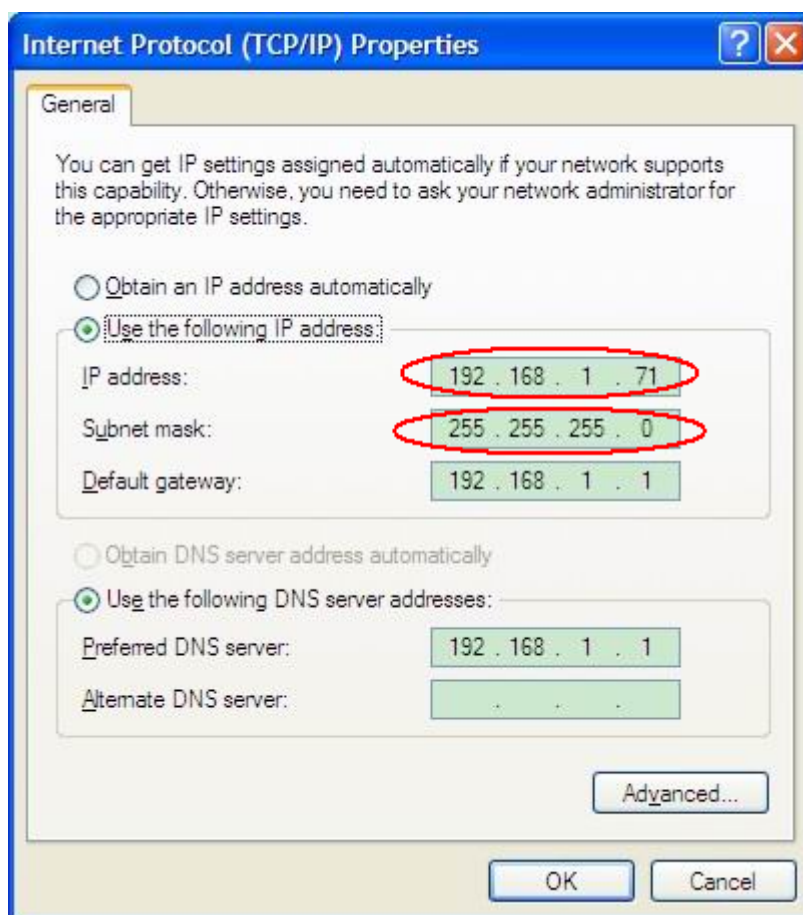 Internet Protocol (TCP/IP) Properties
General
You can get IP settings assigned automatically if your network supports
this capability. Otherwise, you need to ask your network administrator for
the appropriate IP settings.
Obtain an IP address automatically
Use the following IP address:
IP address: 192 . 168 . 1 . 71
Subnet mask: 255 . 255 . 255 . 0
Default gateway: 192 . 168 . 1 . 1
Obtain DNS server address automatically
Use the following DNS server addresses:
Preferred DNS server: 192 . 168 . 1 . 1
Alternate DNS server: . . .
Advanced...
OK Cancel